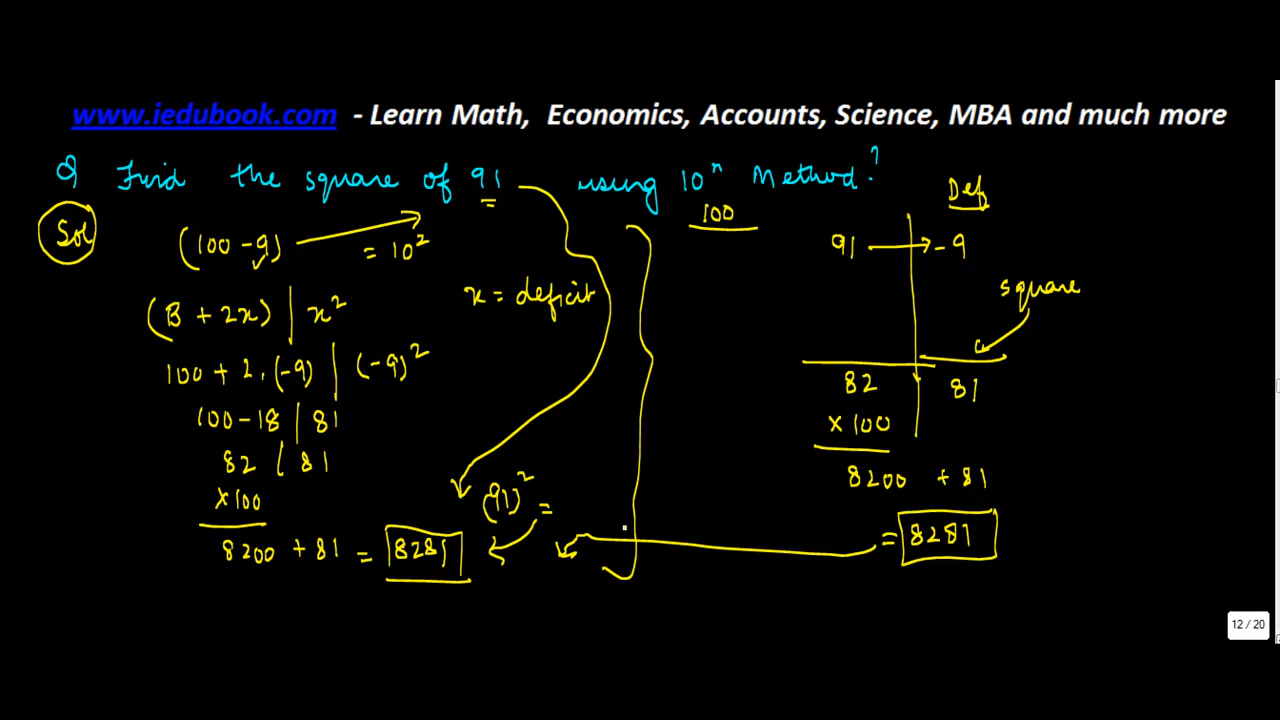 www.iedubook.com - Learn Math, Economics, Accounts, Science, MBA and much more
Q Find the square of 91 using 10ⁿ Method?
Sol
(100 - 9) = 10²
(B + 2x) | x²
x = deficit
100 + 2 . (-9) | (-9)²
100 - 18 | 81
82 | 81
x 100
8200 + 81 = 8281
(91)² =
100
Def
91 -9
square
82 81
x 100
8200 + 81
= 8281
12 / 20